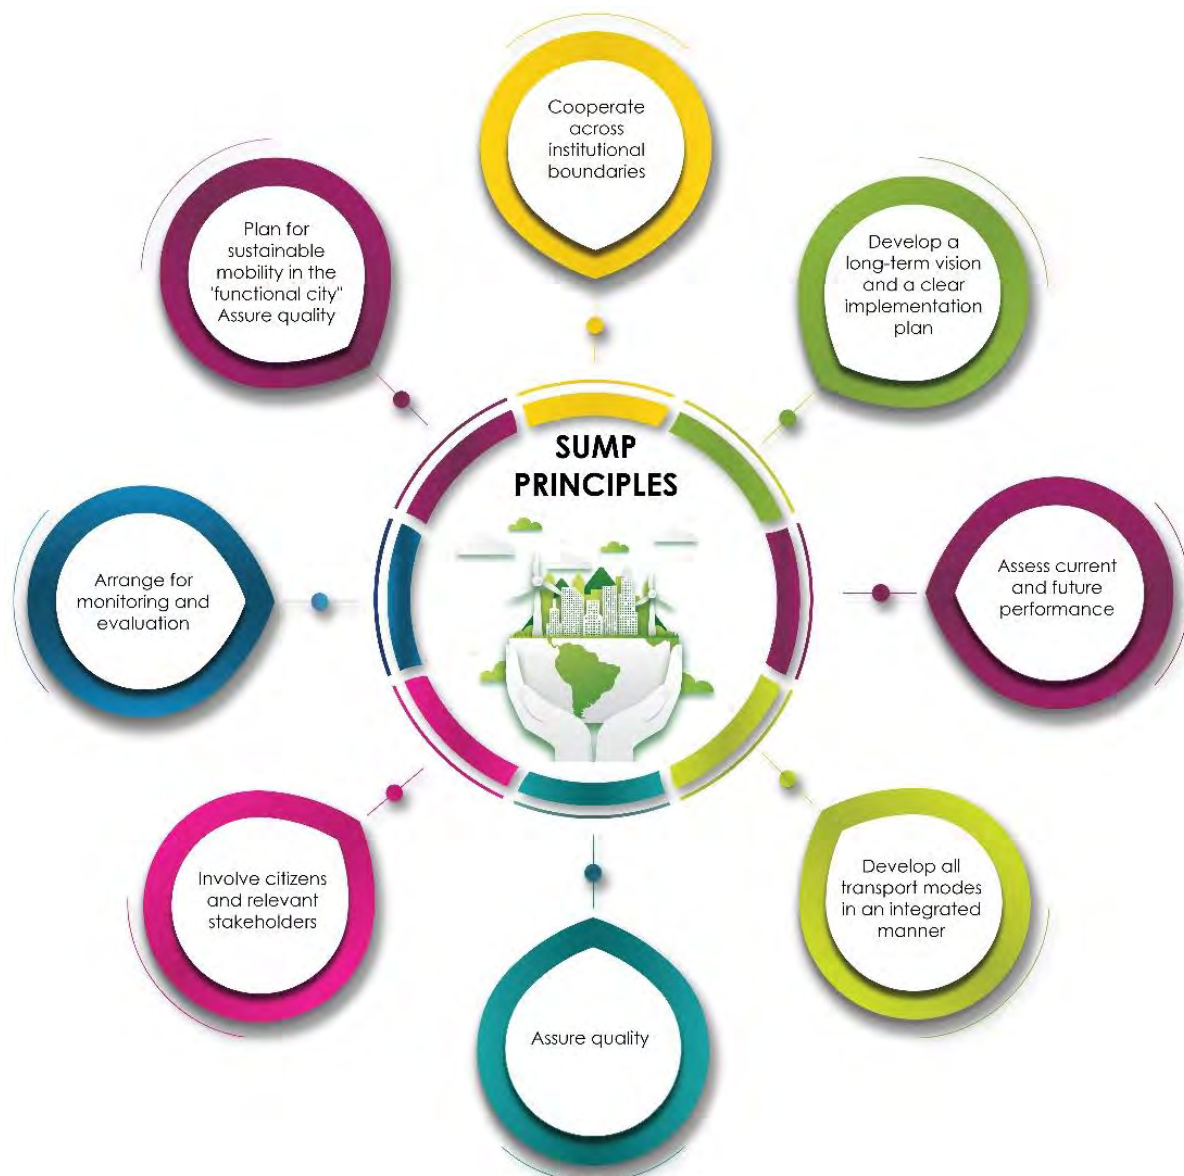 Cooperate
across
institutional
boundaries
Plan for
sustainable
mobility in the
'functional city"
Assure quality
Develop a
long-term vision
and a clear
implementation
plan
SUMP
PRINCIPLES
Arrange for
monitoring and
evaluation
Assess current
and future
performance
Involve citizens
and relevant
stakeholders
Develop all
transport modes
in an integrated
manner
Assure quality